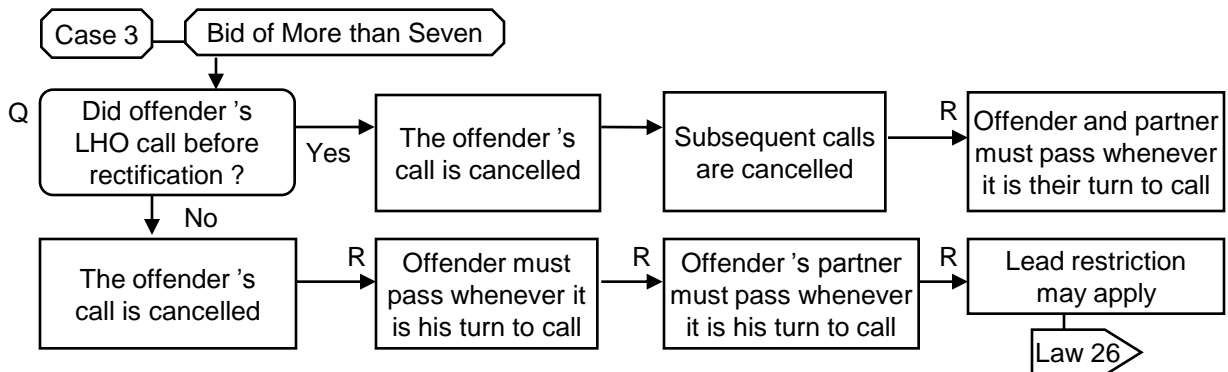 Case 3
Bid of More than Seven
Q
Did offender 's
LHO call before
rectification ?
Yes
The offender 's
call is cancelled
Subsequent calls
are cancelled
R
Offender and partner
must pass whenever
it is their turn to call
No
The offender 's
call is cancelled
R
Offender must
pass whenever it
is his turn to call
R
Offender 's partner
must pass whenever
it is his turn to call
R
Lead restriction
may apply
Law 26